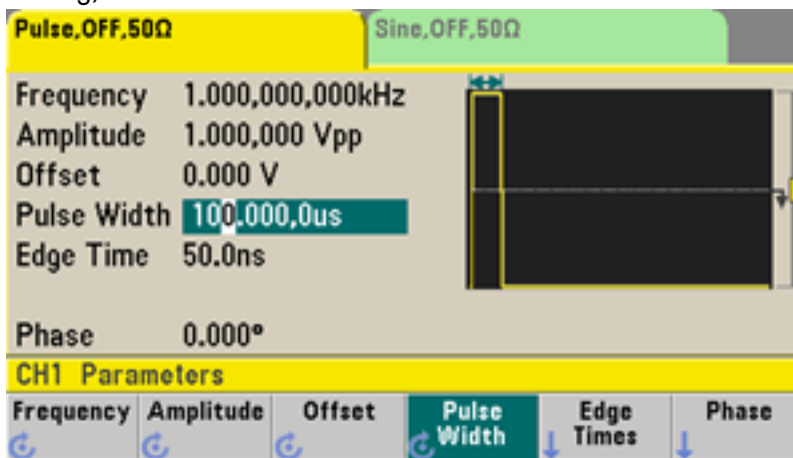 Pulse,OFF,50Ω
Sine,OFF,50Ω
Frequency 1.000,000,000kHz
Amplitude 1.000,000 Vpp
Offset 0.000 V
Pulse Width 100.000,0us
Edge Time 50.0ns
Phase 0.000°
CH1 Parameters
Frequency Amplitude Offset Pulse Width Edge Times Phase